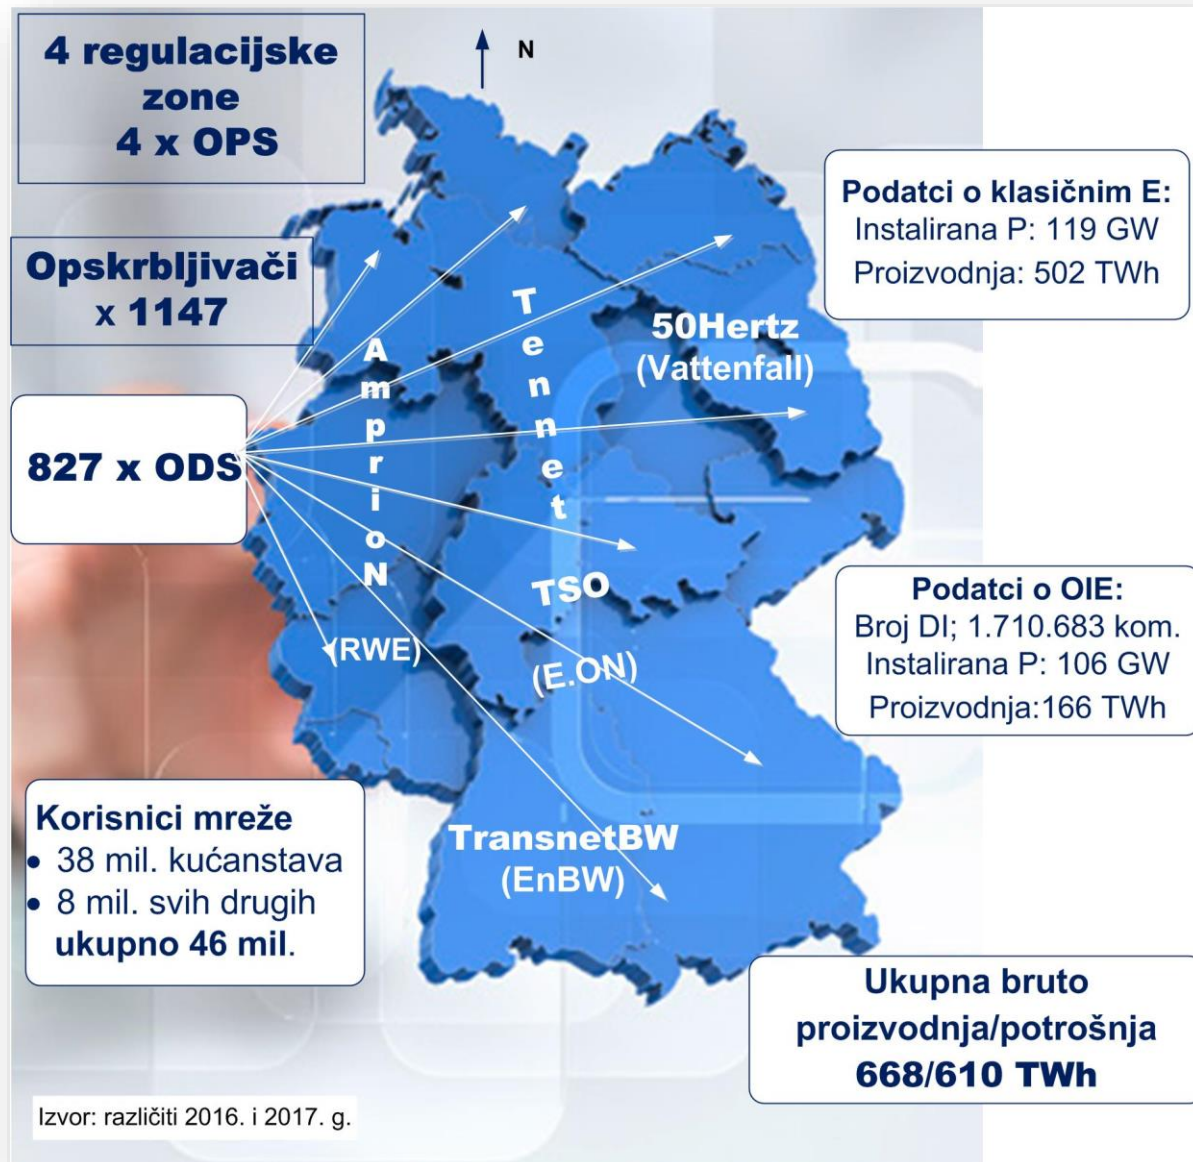 4 regulacijske
zone
4 x OPS
N
Opskrbljivači
x 1147
827 x ODS
AmprioN
(RWE)
Tennet
TSO
(E.ON)
50Hertz
(Vattenfall)
TransnetBW
(EnBW)
Podatci o klasičnim E:
Instalirana P: 119 GW
Proizvodnja: 502 TWh
Podatci o OIE:
Broj DI; 1.710.683 kom.
Instalirana P: 106 GW
Proizvodnja:166 TWh
Korisnici mreže
• 38 mil. kućanstava
• 8 mil. svih drugih
ukupno 46 mil.
Ukupna bruto
proizvodnja/potrošnja
668/610 TWh
Izvor: različiti 2016. i 2017. g.